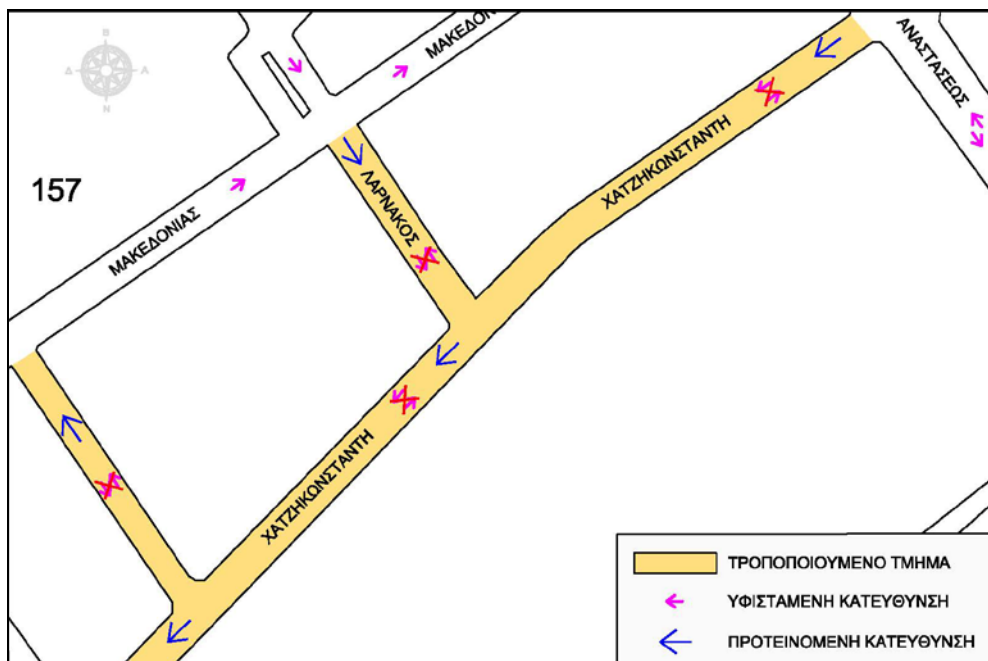 Β
Δ
Α
Ν
ΜΑΚΕΔΟΝ
ΑΝΑΣΤΑΣΕΩΣ
157
ΛΑΡΝΑΚΟΣ
ΧΑΤΖΗΚΩΝΣΤΑΝΤΗ
ΜΑΚΕΔΟΝΙΑΣ
ΧΑΤΖΗΚΩΝΣΤΑΝΤΗ
ΤΡΟΠΟΠΟΙΟΥΜΕΝΟ ΤΜΗΜΑ
ΥΦΙΣΤΑΜΕΝΗ ΚΑΤΕΥΘΥΝΣΗ
ΠΡΟΤΕΙΝΟΜΕΝΗ ΚΑΤΕΥΘΥΝΣΗ